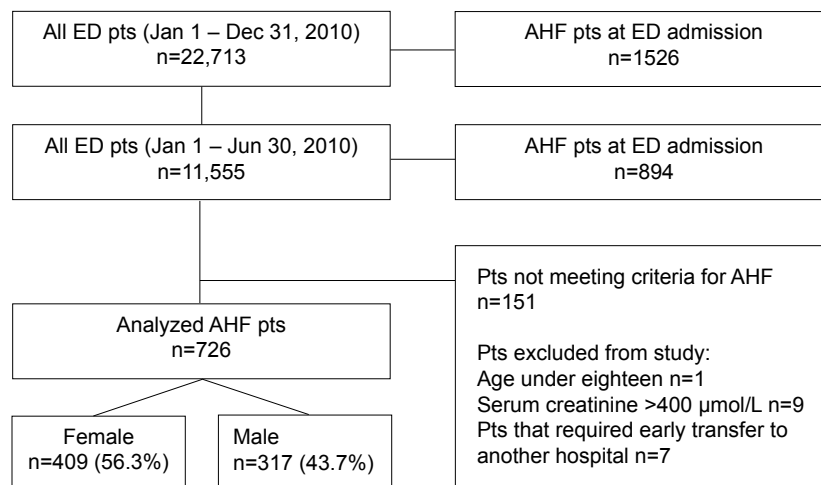 All ED pts (Jan 1 – Dec 31, 2010)
n=22,713
AHF pts at ED admission
n=1526
All ED pts (Jan 1 – Jun 30, 2010)
n=11,555
AHF pts at ED admission
n=894
Pts not meeting criteria for AHF
n=151
Pts excluded from study:
Age under eighteen n=1
Serum creatinine >400 µmol/L n=9
Pts that required early transfer to
another hospital n=7
Analyzed AHF pts
n=726
Female
n=409 (56.3%)
Male
n=317 (43.7%)